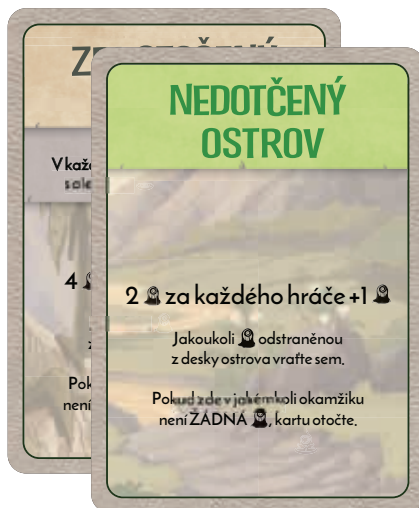 V každ
4
Pok
není
NEDOTČENÝ
OSTROV
2 za každého hráče +1
Jakoukoli odstraněnou
z desky ostrova vraťte sem.
Pokud zde v jakémkoli okamžiku
není ŽÁDNÁ , kartu otočte.